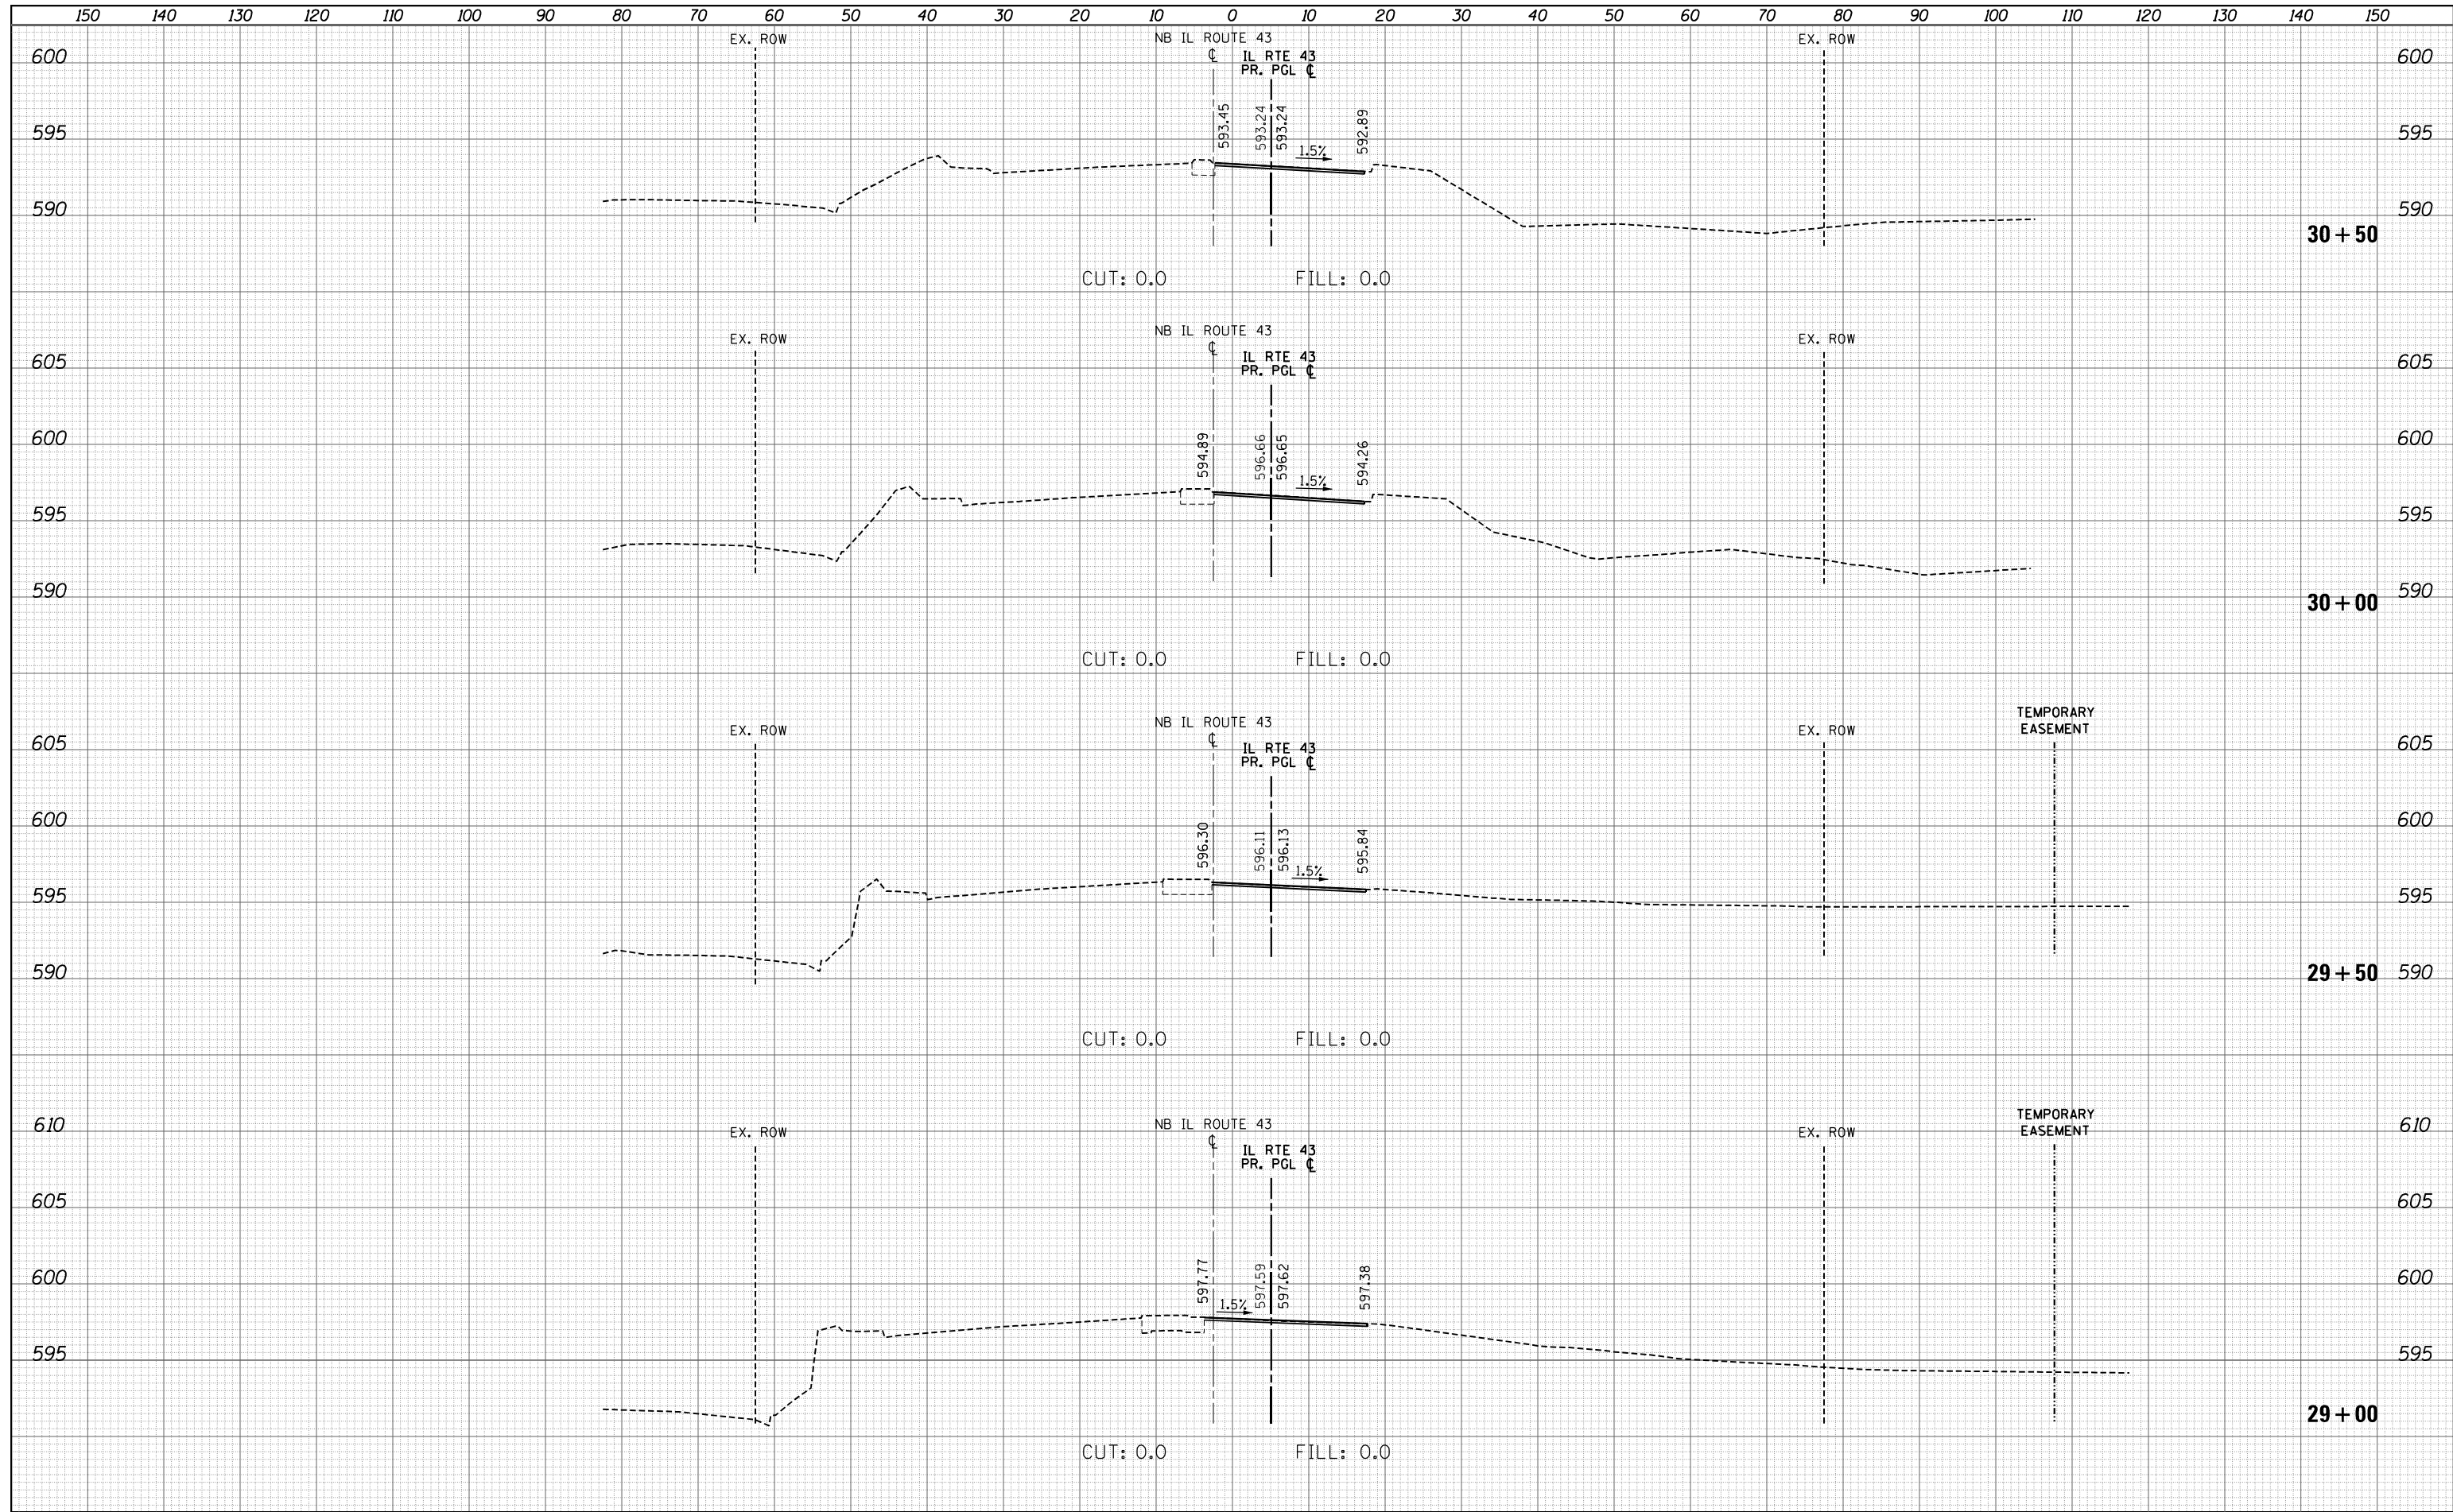 150 140 130 120 110 100 90 80 70 60 50 40 30 20 10 0 10 20 30 40 50 60 70 80 90 100 110 120 130 140 150
EX. ROW
NB IL ROUTE 43
℄
IL RTE 43
PR. PGL ℄
EX. ROW
600 600
595 595
590 590
593.45
593.24
593.24
592.89
1.5%
30+50
CUT: 0.0 FILL: 0.0
EX. ROW
NB IL ROUTE 43
℄
IL RTE 43
PR. PGL ℄
EX. ROW
605 605
600 600
595 595
590 590
594.89
596.66
596.65
594.26
1.5%
30+00
CUT: 0.0 FILL: 0.0
EX. ROW
NB IL ROUTE 43
℄
IL RTE 43
PR. PGL ℄
EX. ROW
TEMPORARY
EASEMENT
605 605
600 600
595 595
590 590
596.30
596.11
596.13
595.84
1.5%
29+50
CUT: 0.0 FILL: 0.0
EX. ROW
NB IL ROUTE 43
℄
IL RTE 43
PR. PGL ℄
EX. ROW
TEMPORARY
EASEMENT
610 610
605 605
600 600
595 595
597.77
597.59
597.62
597.38
1.5%
29+00
CUT: 0.0 FILL: 0.0